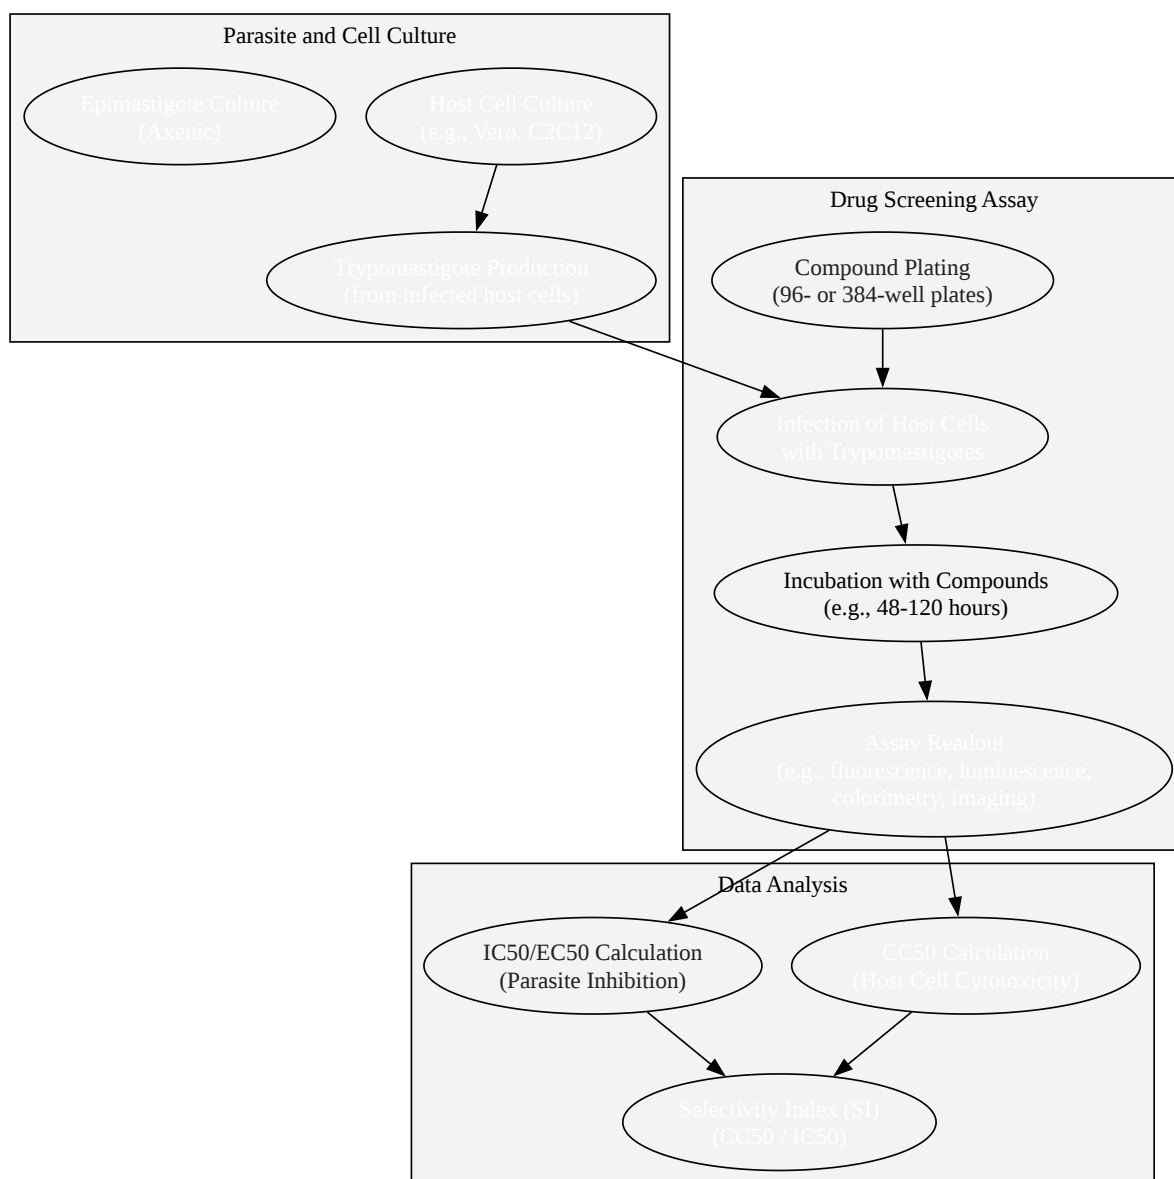 Parasite and Cell Culture
Epimastigote Culture
(Axenic)
Host Cell Culture
(e.g., Vero, C2C12)
Trypomastigote Production
(from infected host cells)
Drug Screening Assay
Compound Plating
(96- or 384-well plates)
Infection of Host Cells
with Trypomastigotes
Incubation with Compounds
(e.g., 48-120 hours)
Assay Readout
(e.g., fluorescence, luminescence,
colorimetry, imaging)
Data Analysis
IC50/EC50 Calculation
(Parasite Inhibition)
CC50 Calculation
(Host Cell Cytotoxicity)
Selectivity Index (SI)
(CC50 / IC50)